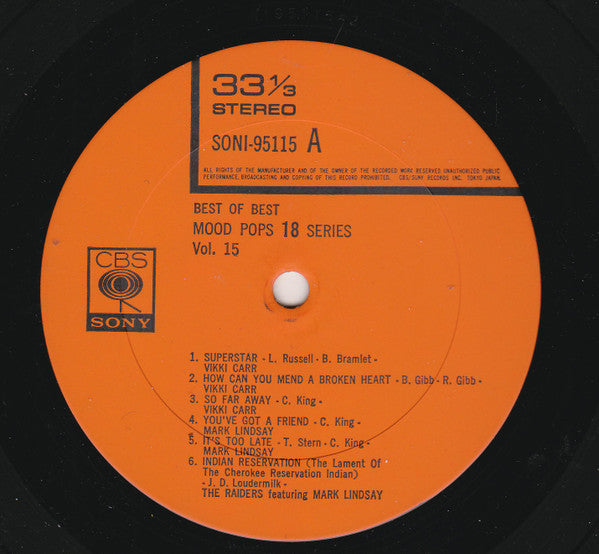 33 1/3
STEREO
SONI-95115 A
ALL RIGHTS OF THE MANUFACTURER AND OF THE OWNER OF THE RECORDED WORK RESERVED UNAUTHORIZED PUBLIC
PERFORMANCE, BROADCASTING AND COPYING OF THIS RECORD PROHIBITED. CBS/SONY RECORDS INC. TOKYO JAPAN.
BEST OF BEST
MOOD POPS 18 SERIES
Vol. 15
CBS
SONY
1. SUPERSTAR - L. Russell - B. Bramlet -
VIKKI CARR
2. HOW CAN YOU MEND A BROKEN HEART - B. Gibb - R. Gibb -
VIKKI CARR
3. SO FAR AWAY - C. King -
VIKKI CARR
4. YOU'VE GOT A FRIEND - C. King -
MARK LINDSAY
5. IT'S TOO LATE - T. Stern - C. King -
MARK LINDSAY
6. INDIAN RESERVATION (The Lament Of
The Cherokee Reservation Indian)
- J. D. Loudermilk -
THE RAIDERS featuring MARK LINDSAY